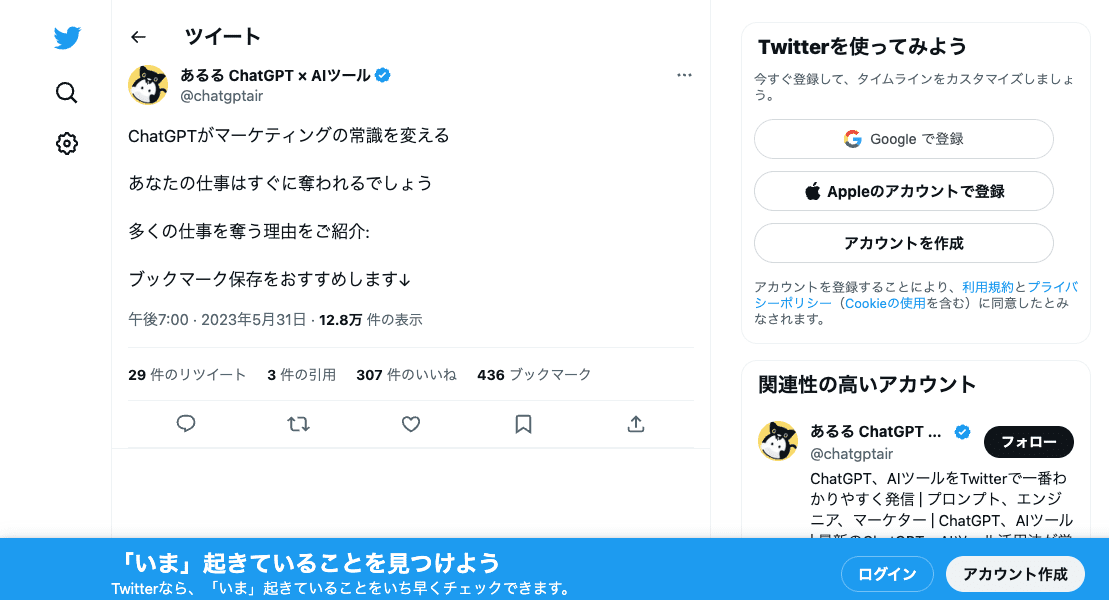 ツイート
あるる ChatGPT × AIツール
@chatgptair
ChatGPTがマーケティングの常識を変える
あなたの仕事はすぐに奪われるでしょう
多くの仕事を奪う理由をご紹介:
ブックマーク保存をおすすめします↓
午後7:00 · 2023年5月31日 · 12.8万 件の表示
29 件のリツイート 3 件の引用 307 件のいいね 436 ブックマーク
Twitterを使ってみよう
今すぐ登録して、タイムラインをカスタマイズしましょ
う。
Google で登録
Appleのアカウントで登録
アカウントを作成
アカウントを登録することにより、利用規約とプライバ
シーポリシー（Cookieの使用を含む）に同意したとみ
なされます。
関連性の高いアカウント
あるる ChatGPT ...
@chatgptair
フォロー
ChatGPT、AIツールをTwitterで一番わ
かりやすく発信 | プロンプト、エンジ
ニア、マーケター | ChatGPT、AIツール
「いま」起きていることを見つけよう
Twitterなら、「いま」起きていることをいち早くチェックできます。
ログイン
アカウント作成